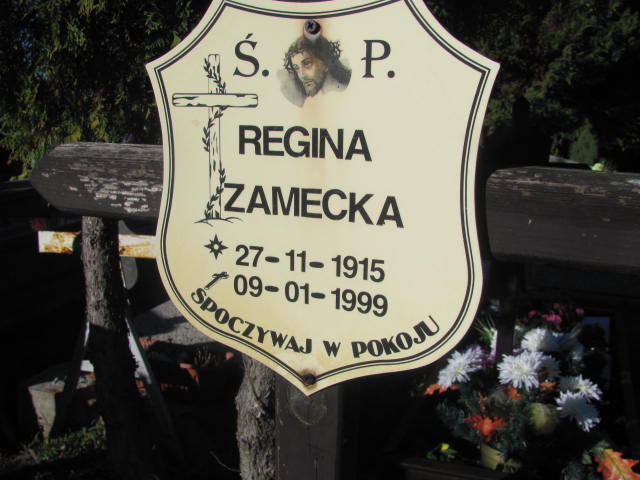 Ś. P.
REGINA
ZAMECKA
27-11-1915
09-01-1999
SPOCZYWAJ W POKOJU